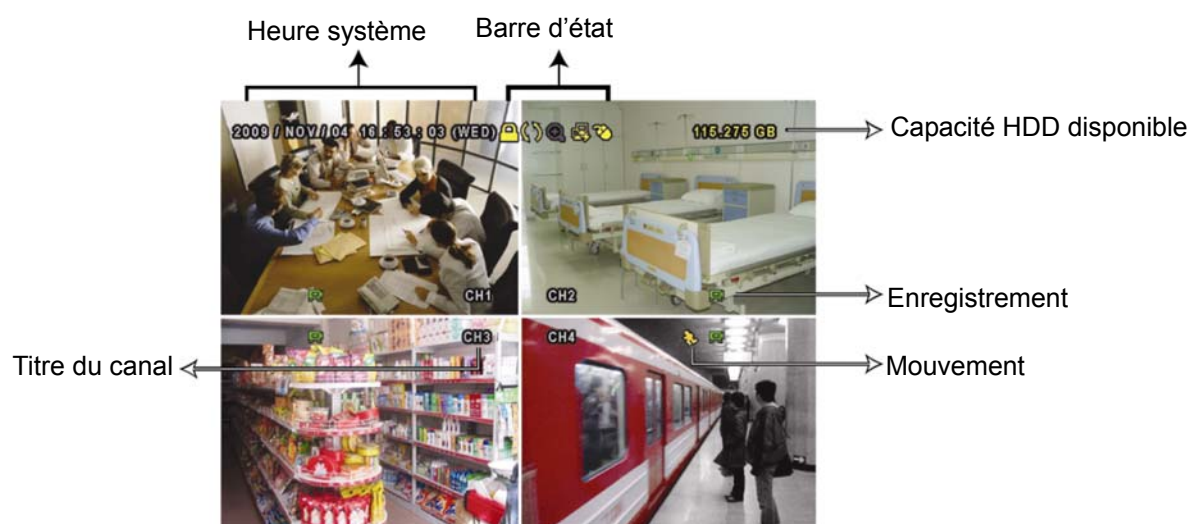 Heure système
Barre d'état
2009 / NOV / 04 16 : 53 : 03 (WED)
115.275 GB
Capacité HDD disponible
CH1
CH2
Enregistrement
Titre du canal
CH3
CH4
Mouvement